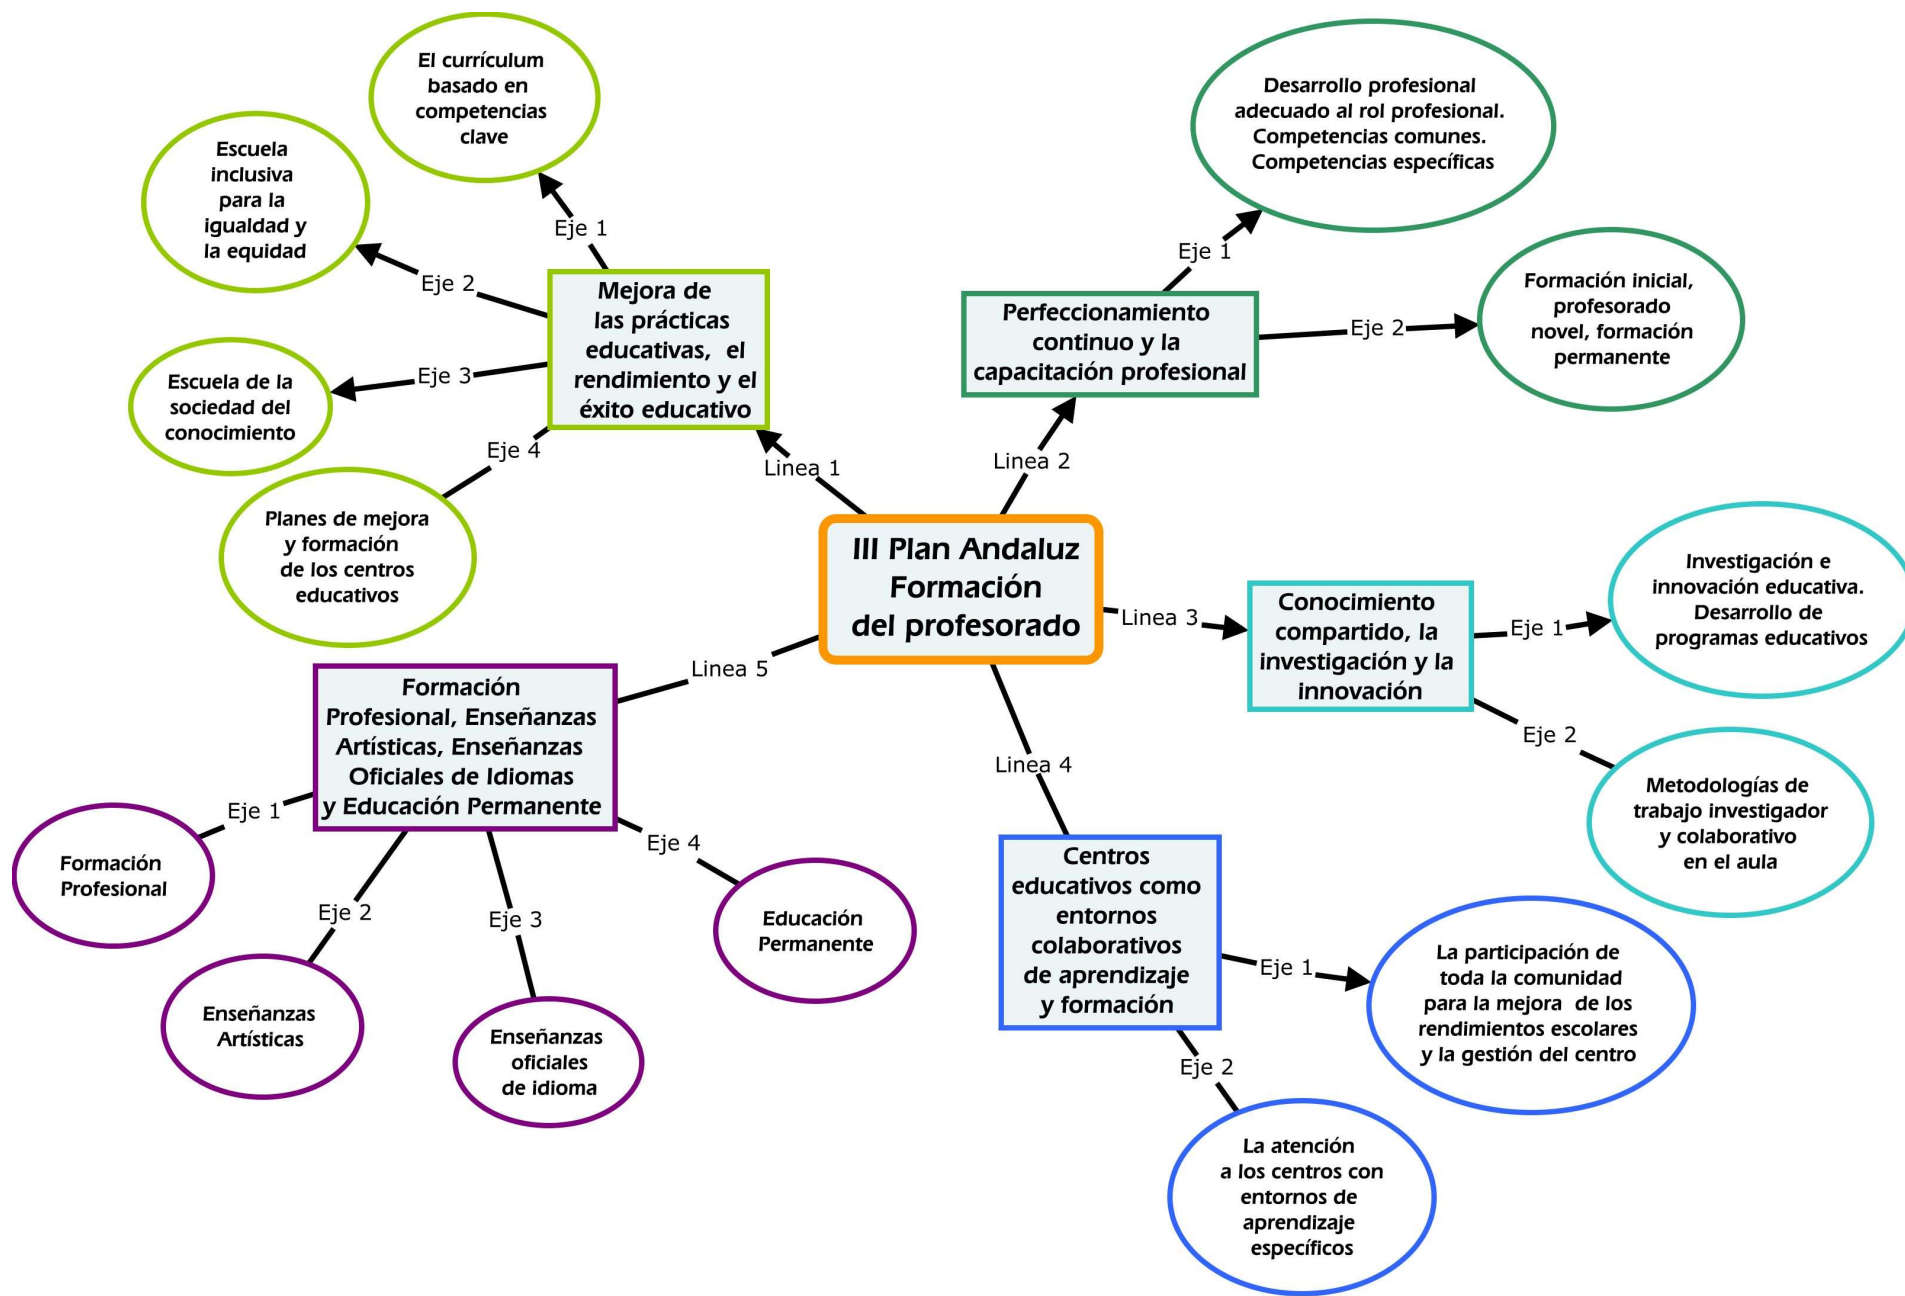 El currículum
basado en
competencias
clave
Escuela
inclusiva
para la
igualdad y
la equidad
Escuela de la
sociedad del
conocimiento
Planes de mejora
y formación
de los centros
educativos
Eje 1
Eje 2
Eje 3
Eje 4
Mejora de
las prácticas
educativas, el
rendimiento y el
éxito educativo
Linea 1
Desarrollo profesional
adecuado al rol profesional.
Competencias comunes.
Competencias específicas
Eje 1
Formación inicial,
profesorado
novel, formación
permanente
Eje 2
Perfeccionamiento
continuo y la
capacitación profesional
Linea 2
III Plan Andaluz
Formación
del profesorado
Linea 3
Conocimiento
compartido, la
investigación y la
innovación
Eje 1
Investigación e
innovación educativa.
Desarrollo de
programas educativos
Eje 2
Metodologías de
trabajo investigador
y colaborativo
en el aula
Linea 4
Centros
educativos como
entornos
colaborativos
de aprendizaje
y formación
Eje 1
La participación de
toda la comunidad
para la mejora de los
rendimientos escolares
y la gestión del centro
Eje 2
La atención
a los centros con
entornos de
aprendizaje
específicos
Linea 5
Formación
Profesional, Enseñanzas
Artísticas, Enseñanzas
Oficiales de Idiomas
y Educación Permanente
Eje 1
Formación
Profesional
Eje 2
Enseñanzas
Artísticas
Eje 3
Enseñanzas
oficiales
de idioma
Eje 4
Educación
Permanente